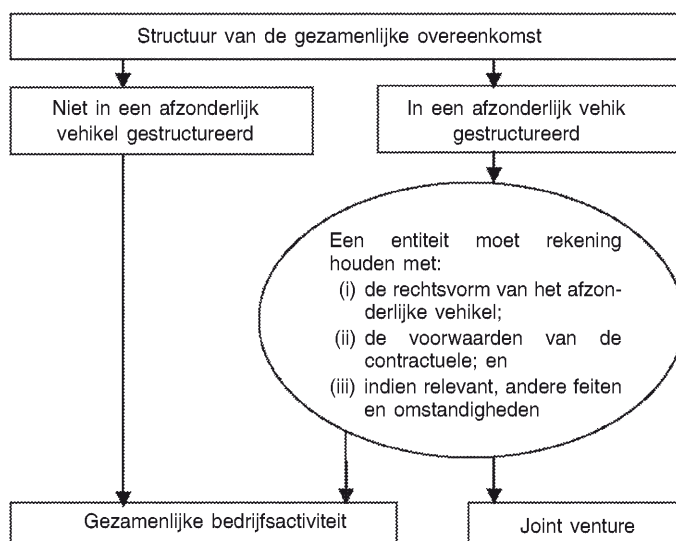 Structuur van de gezamenlijke overeenkomst
Niet in een afzonderlijk
vehikel gestructureerd
In een afzonderlijk vehik
gestructureerd
Een entiteit moet rekening
houden met:
(i) de rechtsvorm van het afzon-
derlijke vehikel;
(ii) de voorwaarden van de
contractuele; en
(iii) indien relevant, andere feiten
en omstandigheden
Gezamenlijke bedrijfsactiviteit
Joint venture